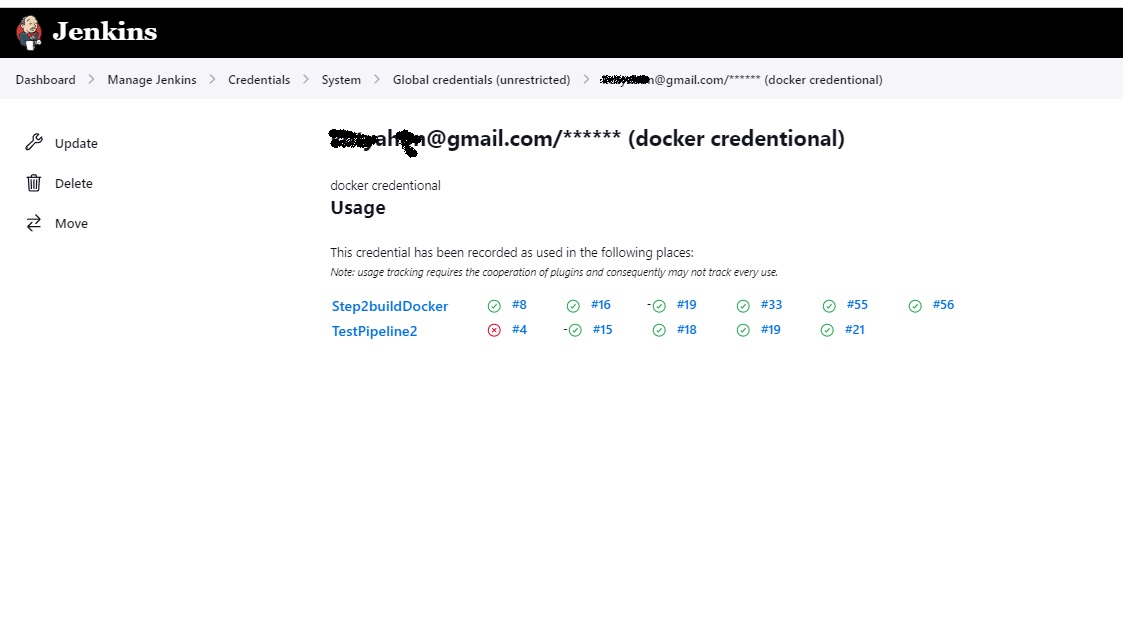 Jenkins
Dashboard > Manage Jenkins > Credentials > System > Global credentials (unrestricted) > n@gmail.com/****** (docker credentional)
Update
Delete
Move
@gmail.com/****** (docker credentional)
docker credentional
Usage
This credential has been recorded as used in the following places:
Note: usage tracking requires the cooperation of plugins and consequently may not track every use.
Step2buildDocker #8 #16 - #19 #33 #55 #56
TestPipeline2 #4 - #15 #18 #19 #21